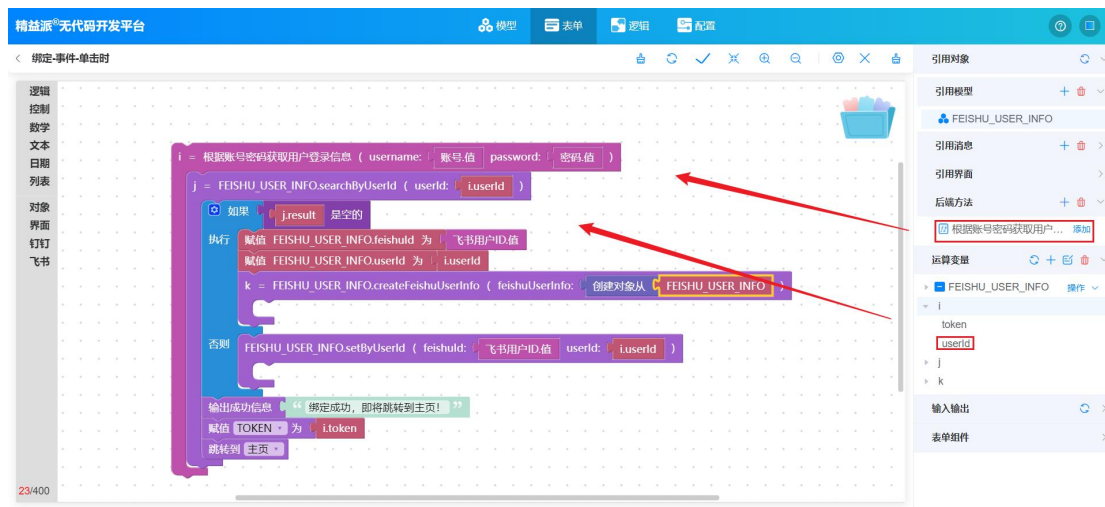 精益派®无代码开发平台
模型
表单
逻辑
配置
绑定-事件-单击时
引用对象
逻辑
控制
数学
文本
日期
列表
对象
界面
钉钉
飞书
i = 根据账号密码获取用户登录信息 ( username: 账号.值 password: 密码.值 )
j = FEISHU_USER_INFO.searchByUserId ( userId: i.userId )
如果 j.result 是空的
执行 赋值 FEISHU_USER_INFO.feishuId 为 飞书用户ID.值
赋值 FEISHU_USER_INFO.userId 为 i.userId
k = FEISHU_USER_INFO.createFeishuUserInfo ( feishuUserInfo: 创建对象从 FEISHU_USER_INFO )
否则 FEISHU_USER_INFO.setByUserId ( feishuId: 飞书用户ID.值 userId: i.userId )
输出成功信息 “ 绑定成功，即将跳转到主页！ ”
赋值 TOKEN 为 i.token
跳转到 主页
23/400
引用模型
FEISHU_USER_INFO
引用消息
引用界面
后端方法
根据账号密码获取用户... 添加
运算变量
FEISHU_USER_INFO 操作
i
token
userId
j
k
输入输出
表单组件